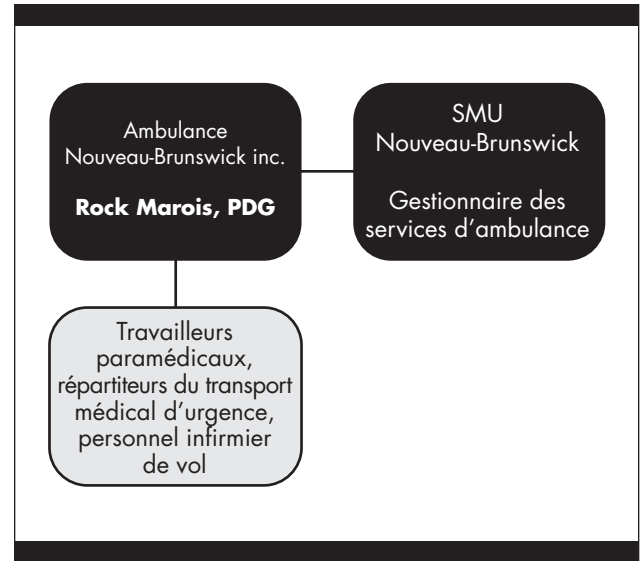 Ambulance
Nouveau-Brunswick inc.
Rock Marois, PDG
SMU
Nouveau-Brunswick
Gestionnaire des
services d’ambulance
Travailleurs
paramédicaux,
répartiteurs du transport
médical d’urgence,
personnel infirmier
de vol